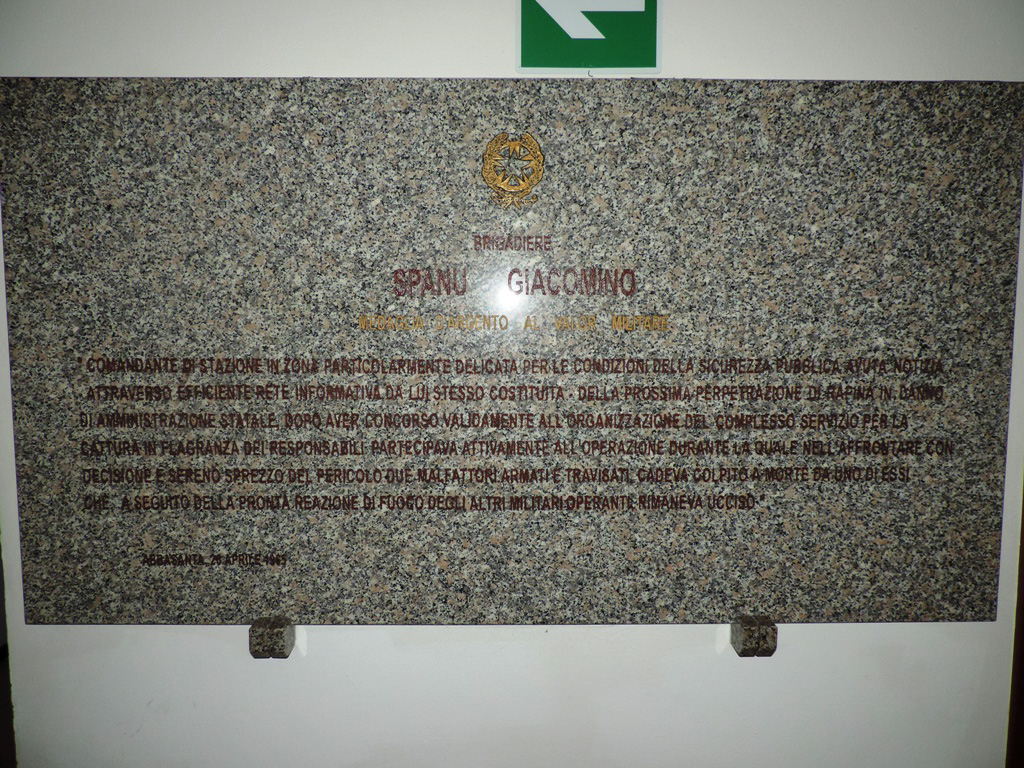 BRIGADIERE
SPANU GIACOMINO
MEDAGLIA D'ARGENTO AL VALOR MILITARE
" COMANDANTE DI STAZIONE IN ZONA PARTICOLARMENTE DELICATA PER LE CONDIZIONI DELLA SICUREZZA PUBBLICA AVUTA NOTIZIA
ATTRAVERSO EFFICIENTE RETE INFORMATIVA DA LUI STESSO COSTITUITA - DELLA PROSSIMA PERPETRAZIONE DI RAPINA IN DANNO
DI AMMINISTRAZIONE STATALE, DOPO AVER CONCORSO VALIDAMENTE ALL'ORGANIZZAZIONE DEL COMPLESSO SERVIZIO PER LA
CATTURA IN FLAGRANZA DEI RESPONSABILI PARTECIPAVA ATTIVAMENTE ALL'OPERAZIONE DURANTE LA QUALE NELL'AFFRONTARE CON
DECISIONE E SERENO SPREZZO DEL PERICOLO DUE MALFATTORI ARMATI E TRAVISATI, CADEVA COLPITO A MORTE DA UNO DI ESSI
CHE, A SEGUITO DELLA PRONTA REAZIONE DI FUOCO DEGLI ALTRI MILITARI OPERANTE RIMANEVA UCCISO ".
ABBASANTA, APRILE